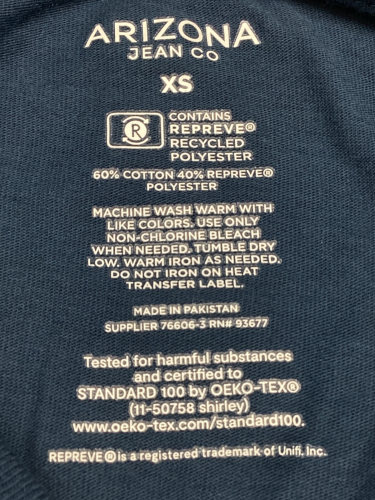 ARIZONA
JEAN CO
XS
R
CONTAINS
REPREVE®
RECYCLED
POLYESTER
60% COTTON 40% REPREVE®
POLYESTER
MACHINE WASH WARM WITH
LIKE COLORS. USE ONLY
NON-CHLORINE BLEACH
WHEN NEEDED. TUMBLE DRY
LOW. WARM IRON AS NEEDED.
DO NOT IRON ON HEAT
TRANSFER LABEL.
MADE IN PAKISTAN
SUPPLIER 76606-3 RN# 93677
Tested for harmful substances
and certified to
STANDARD 100 by OEKO-TEX®
(11-50758 shirley)
www.oeko-tex.com/standard100.
REPREVE® is a registered trademark of Unifi, Inc.